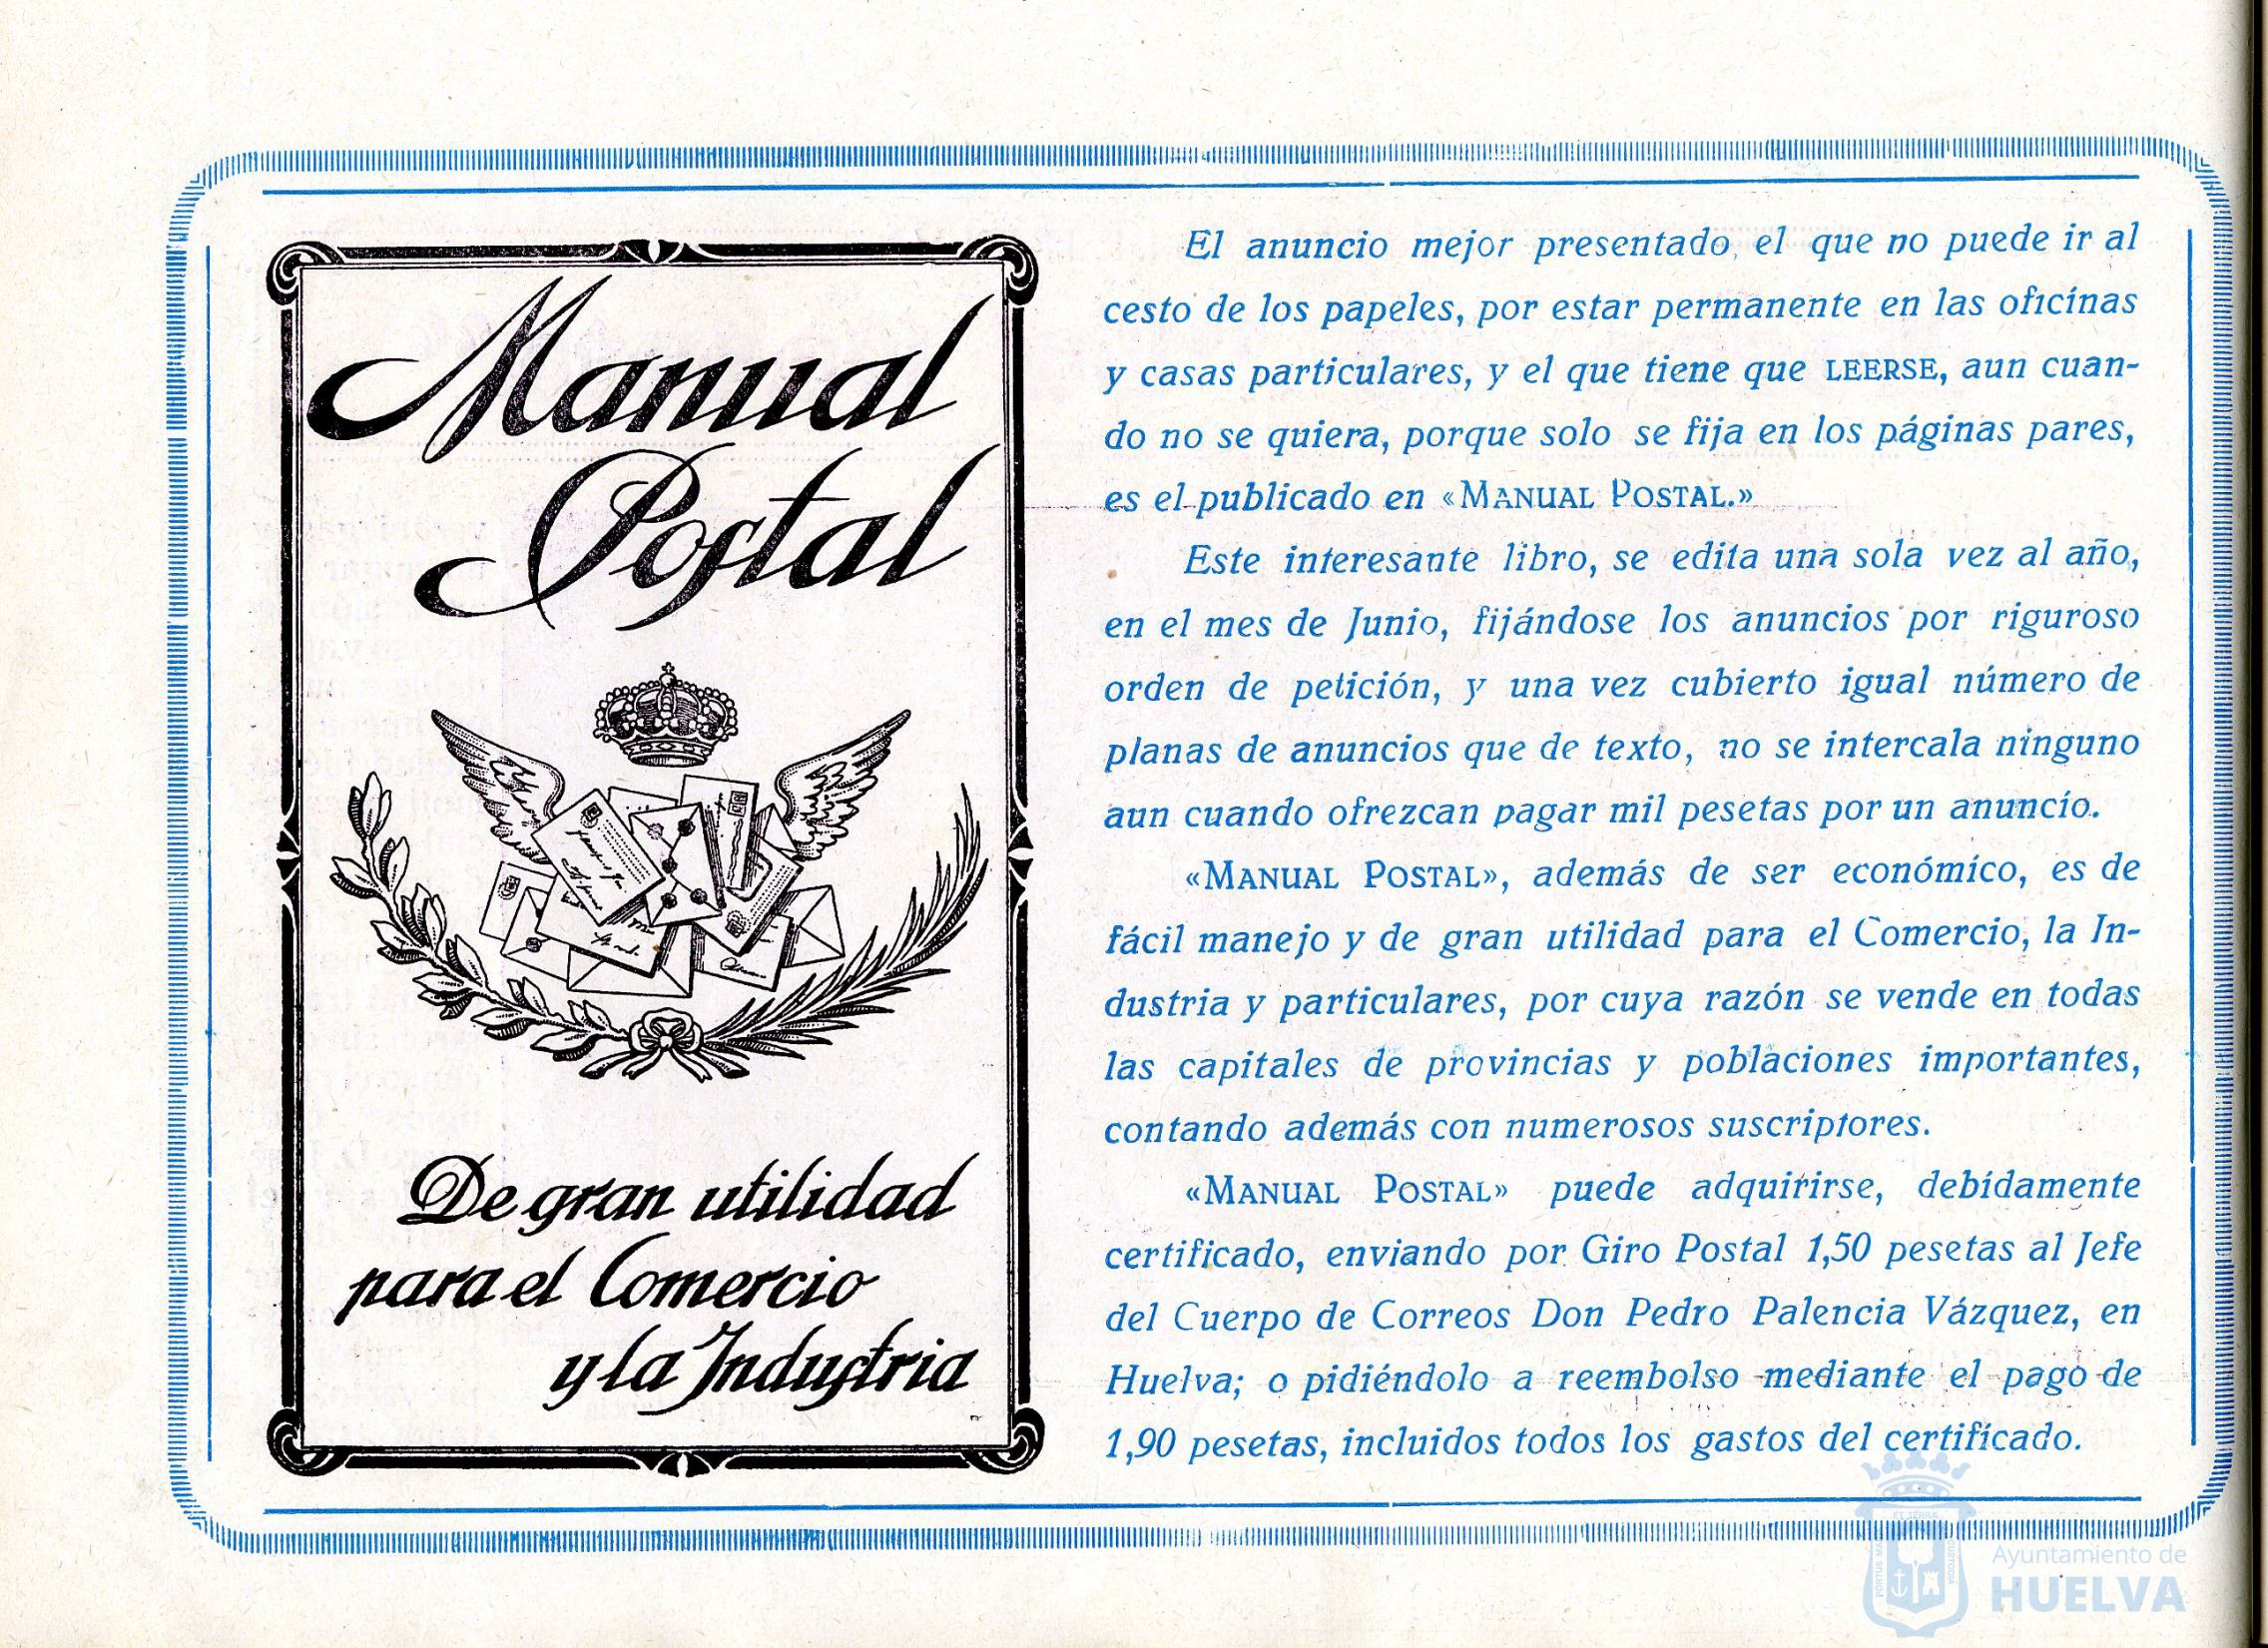 Manual
Postal
De gran utilidad
para el Comercio
y la Industria
El anuncio mejor presentado, el que no puede ir al
cesto de los papeles, por estar permanente en las oficínas
y casas particulares, y el que tiene que LEERSE, aun cuan-
do no se quiera, porque solo se fija en los páginas pares,
es el publicado en «MANUAL POSTAL.»
Este interesante libro, se edita una sola vez al año,
en el mes de Junio, fijándose los anuncios por riguroso
orden de petición, y una vez cubierto igual número de
planas de anuncios que de texto, no se intercala ninguno
aun cuando ofrezcan pagar mil pesetas por un anuncío.
«MANUAL POSTAL», además de ser económíco, es de
fácil manejo y de gran utilidad para el Comercio, la In-
dustria y particulares, por cuya razón se vende en todas
las capitales de provincias y poblaciones importantes,
contando además con numerosos suscriptores.
«MANUAL POSTAL» puede adquirirse, debídamente
certificado, enviando por Giro Postal 1,50 pesetas al Jefe
del Cuerpo de Correos Don Pedro Palencia Vázquez, en
Huelva; o pidiéndolo a reembolso mediante el pago de
1,90 pesetas, incluidos todos los gastos del certifícado.
Ayuntamiento de
HUELVA